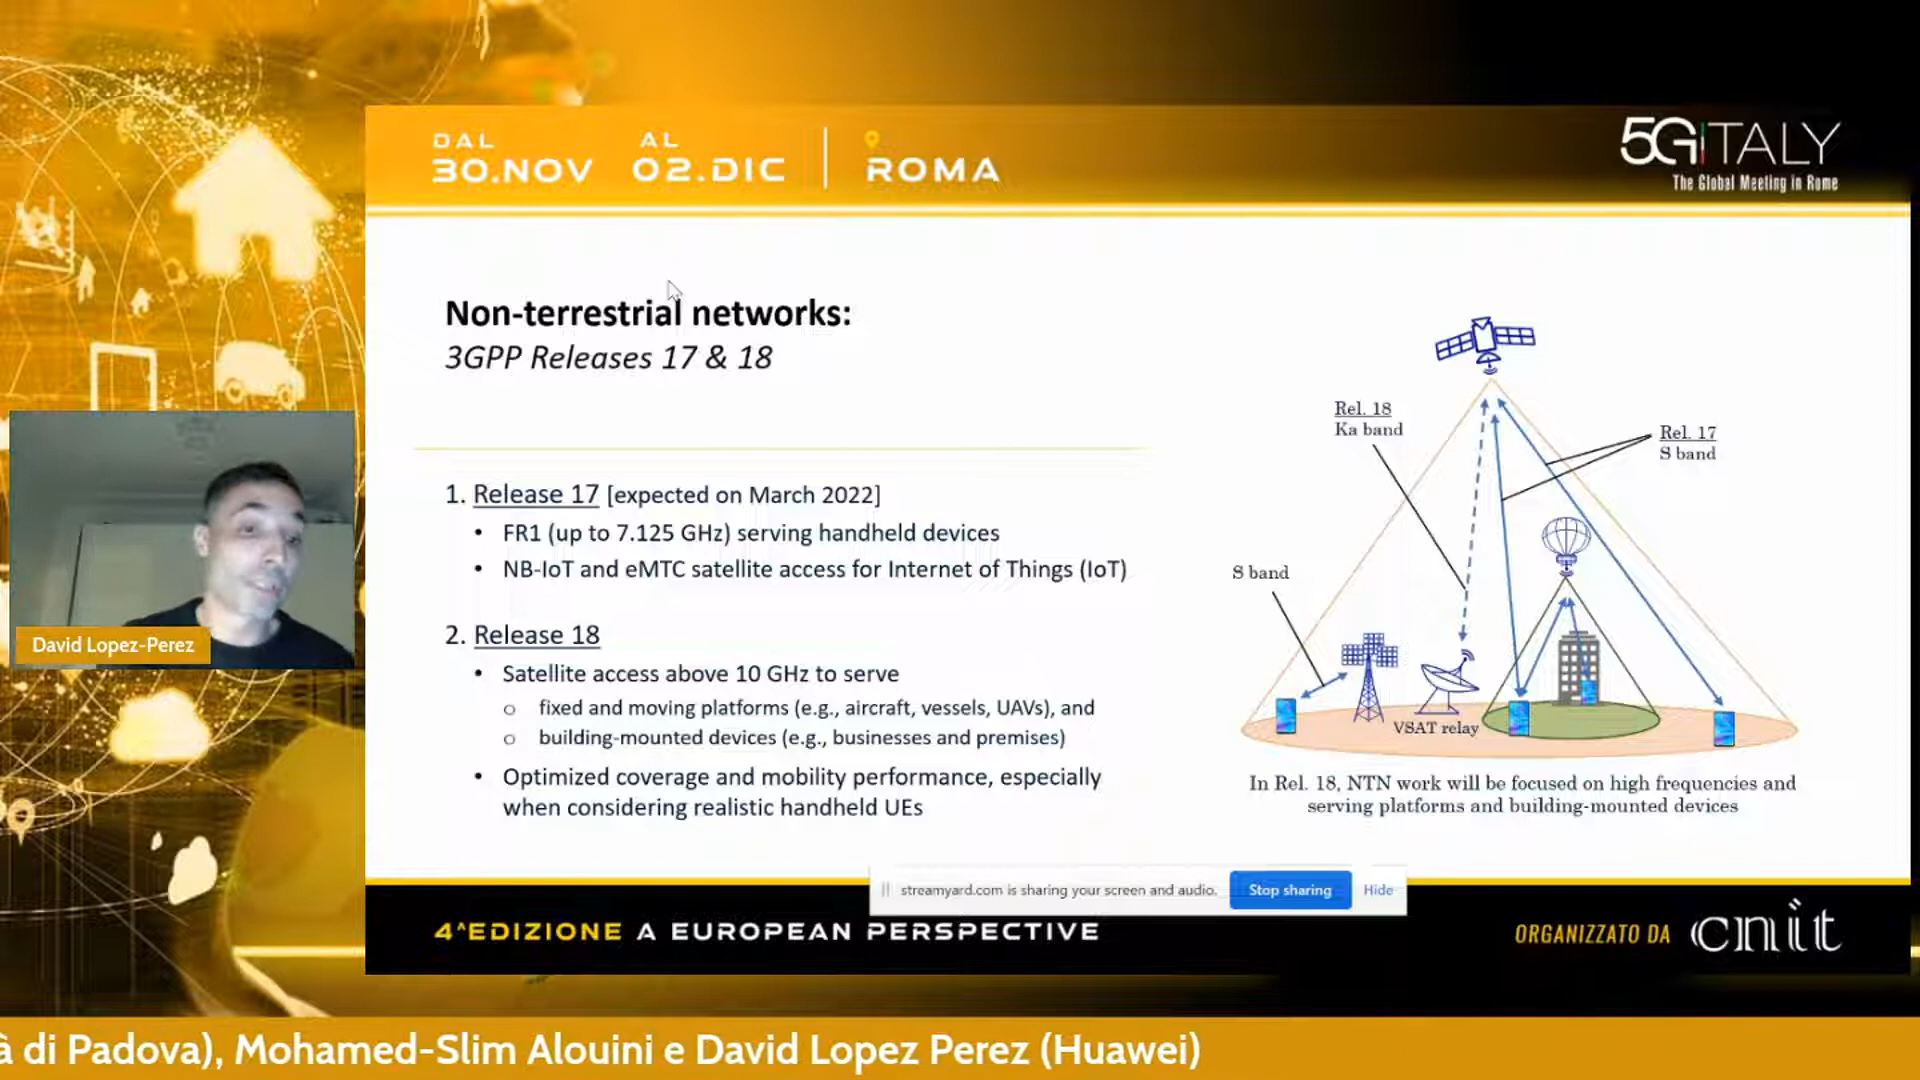 DAL
30.NOV
AL
02.DIC
ROMA
5GiTALY
The Global Meeting in Rome
Non-terrestrial networks:
3GPP Releases 17 & 18
1. Release 17 [expected on March 2022]
• FR1 (up to 7.125 GHz) serving handheld devices
• NB-IoT and eMTC satellite access for Internet of Things (IoT)
2. Release 18
• Satellite access above 10 GHz to serve
o fixed and moving platforms (e.g., aircraft, vessels, UAVs), and
o building-mounted devices (e.g., businesses and premises)
• Optimized coverage and mobility performance, especially
when considering realistic handheld UEs
Rel. 18
Ka band
Rel. 17
S band
S band
VSAT relay
In Rel. 18, NTN work will be focused on high frequencies and
serving platforms and building-mounted devices
David Lopez-Perez
streamyard.com is sharing your screen and audio.
Stop sharing
Hide
4^EDIZIONE A EUROPEAN PERSPECTIVE
ORGANIZZATO DA cnit
à di Padova), Mohamed-Slim Alouini e David Lopez Perez (Huawei)